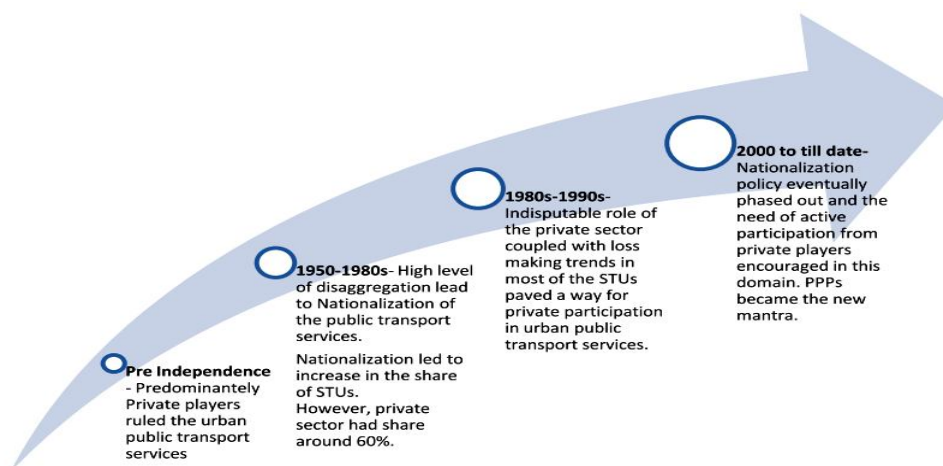 Pre Independence
- Predominantely
Private players
ruled the urban
public transport
services
1950-1980s- High level
of disaggregation lead
to Nationalization of
the public transport
services.
Nationalization led to
increase in the share
of STUs.
However, private
sector had share
around 60%.
1980s-1990s-
Indisputable role of
the private sector
coupled with loss
making trends in
most of the STUs
paved a way for
private participation
in urban public
transport services.
2000 to till date-
Nationalization
policy eventually
phased out and the
need of active
participation from
private players
encouraged in this
domain. PPPs
became the new
mantra.